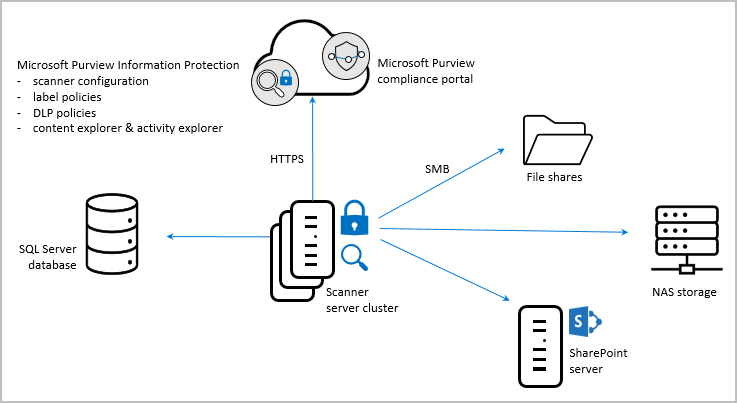 Microsoft Purview Information Protection
- scanner configuration
- label policies
- DLP policies
- content explorer & activity explorer
Microsoft Purview
compliance portal
HTTPS
SMB
File shares
SQL Server
database
Scanner
server cluster
NAS storage
S
SharePoint
server